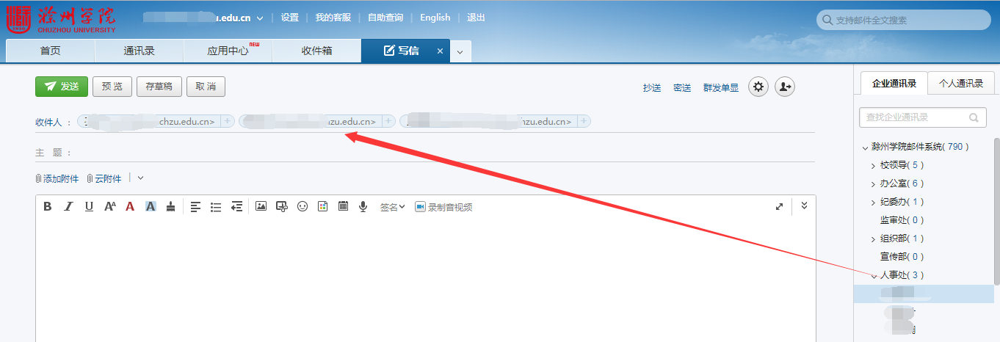 滁州学院
CHUZHOU UNIVERSITY
u.edu.cn
设置
我的客服
自助查询
English
退出
支持邮件全文搜索
首页
通讯录
应用中心
NEW
收件箱
写信
发送
预 览
存草稿
取 消
抄送
密送
群发单显
企业通讯录
个人通讯录
收件人 :
chzu.edu.cn>
zu.edu.cn>
hzu.edu.cn>
查找企业通讯录
主 题 :
滁州学院邮件系统( 790 )
校领导( 5 )
添加附件
云附件
办公室( 6 )
B I U AA A A
签名
录制音视频
纪委办( 1 )
监审处( 0 )
组织部( 1 )
宣传部( 0 )
人事处( 3 )